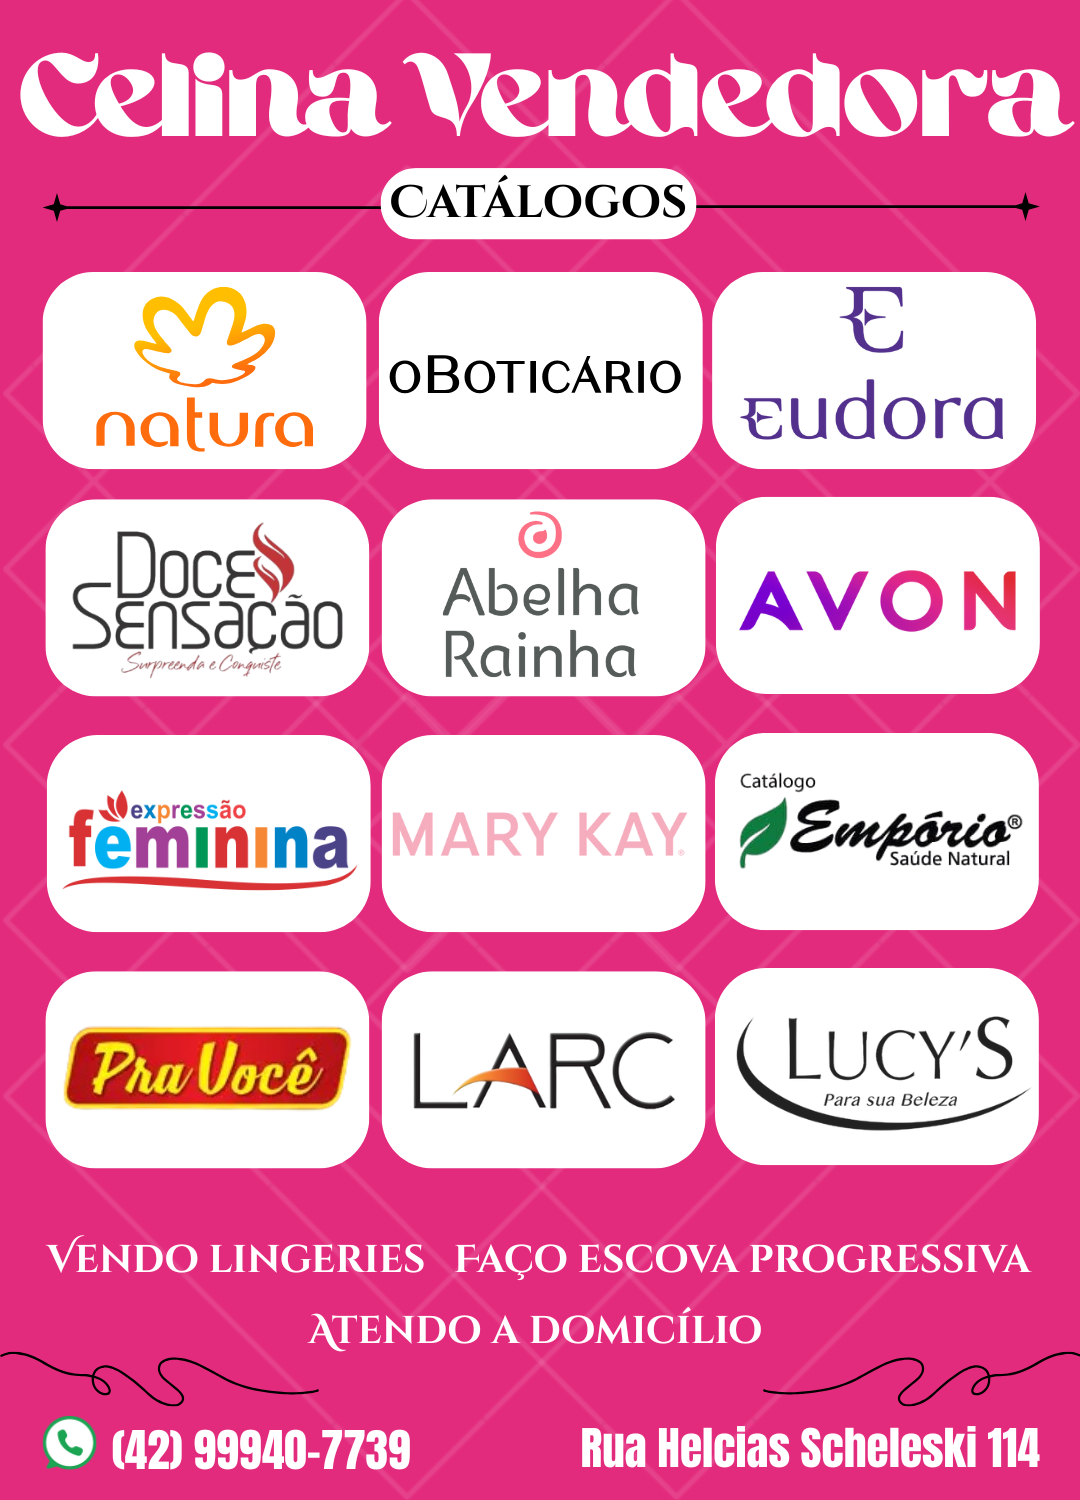 Celina Vendedora
Catálogos
natura
oBoticário
E
eudora
Doce
Sensação
Surpreenda e Conquiste
Abelha
Rainha
AVON
expressão
feminina
MARY KAY®
Catálogo
Empório®
Saúde Natural
Pra Você
LARC
Lucy's
Para sua Beleza
Vendo lingeries Faço escova progressiva
Atendo a domicílio
(42) 99940-7739 Rua Helcias Scheleski 114